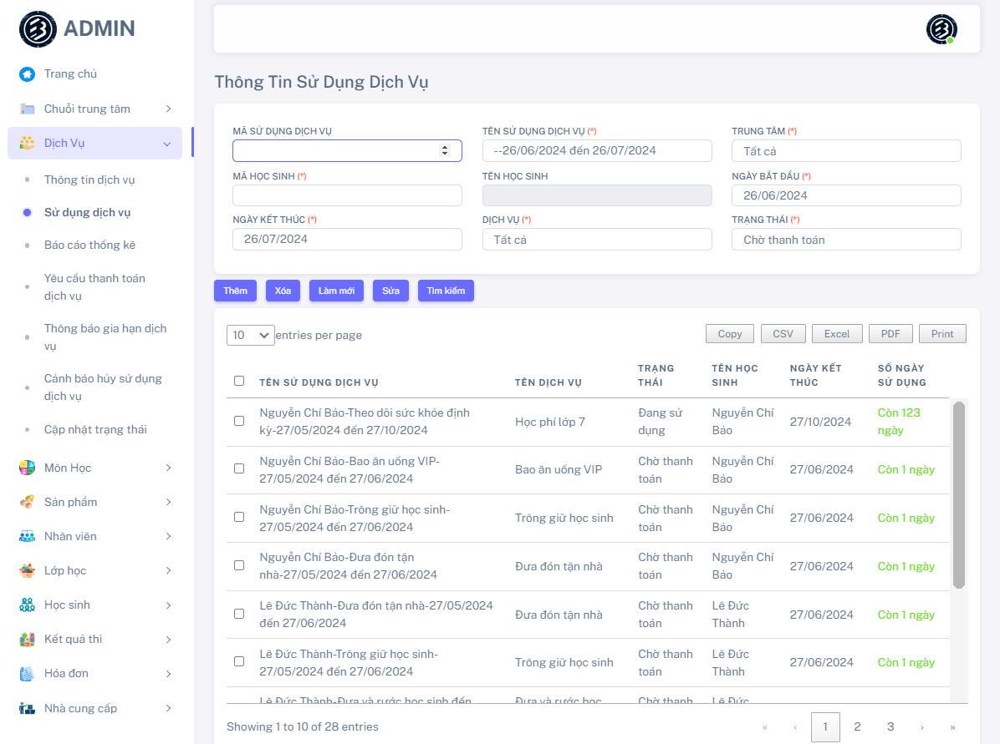 ADMIN
Trang chủ
Chuỗi trung tâm
Dịch Vụ
Thông tin dịch vụ
Sử dụng dịch vụ
Báo cáo thống kê
Yêu cầu thanh toán
dịch vụ
Thông báo gia hạn dịch
vụ
Cảnh báo hủy sử dụng
dịch vụ
Cập nhật trạng thái
Môn Học
Sản phẩm
Nhân viên
Lớp học
Học sinh
Kết quả thi
Hóa đơn
Nhà cung cấp
Thông Tin Sử Dụng Dịch Vụ
MÃ SỬ DỤNG DỊCH VỤ
TÊN SỬ DỤNG DỊCH VỤ (*)
TRUNG TÂM (*)
--26/06/2024 đến 26/07/2024
Tất cả
MÃ HỌC SINH (*)
TÊN HỌC SINH
NGÀY BẮT ĐẦU (*)
26/06/2024
NGÀY KẾT THÚC (*)
DỊCH VỤ (*)
TRẠNG THÁI (*)
26/07/2024
Tất cả
Chờ thanh toán
Thêm Xóa Làm mới Sửa Tìm kiếm
10 entries per page
Copy CSV Excel PDF Print
TÊN SỬ DỤNG DỊCH VỤ
TÊN DỊCH VỤ
TRẠNG
THÁI
TÊN HỌC
SINH
NGÀY KẾT
THÚC
SỐ NGÀY
SỬ DỤNG
Nguyễn Chí Bảo-Theo dõi sức khỏe định
kỳ-27/05/2024 đến 27/10/2024
Học phí lớp 7
Đang sử
dụng
Nguyễn Chí
Bảo
27/10/2024
Còn 123
ngày
Nguyễn Chí Bảo-Bao ăn uống VIP-
27/05/2024 đến 27/06/2024
Bao ăn uống VIP
Chờ thanh
toán
Nguyễn Chí
Bảo
27/06/2024
Còn 1 ngày
Nguyễn Chí Bảo-Trông giữ học sinh-
27/05/2024 đến 27/06/2024
Trông giữ học sinh
Chờ thanh
toán
Nguyễn Chí
Bảo
27/06/2024
Còn 1 ngày
Nguyễn Chí Bảo-Đưa đón tận
nhà-27/05/2024 đến 27/06/2024
Đưa đón tận nhà
Chờ thanh
toán
Nguyễn Chí
Bảo
27/06/2024
Còn 1 ngày
Lê Đức Thành-Đưa đón tận nhà-27/05/2024
đến 27/06/2024
Đưa đón tận nhà
Chờ thanh
toán
Lê Đức
Thành
27/06/2024
Còn 1 ngày
Lê Đức Thành-Trông giữ học sinh-
27/05/2024 đến 27/06/2024
Trông giữ học sinh
Chờ thanh
toán
Lê Đức
Thành
27/06/2024
Còn 1 ngày
Lê Đức Thành-Đưa và rước học sinh đến
Đưa và rước học
Chờ thanh
Lê Đức
Showing 1 to 10 of 28 entries
« ‹ 1 2 3 › »